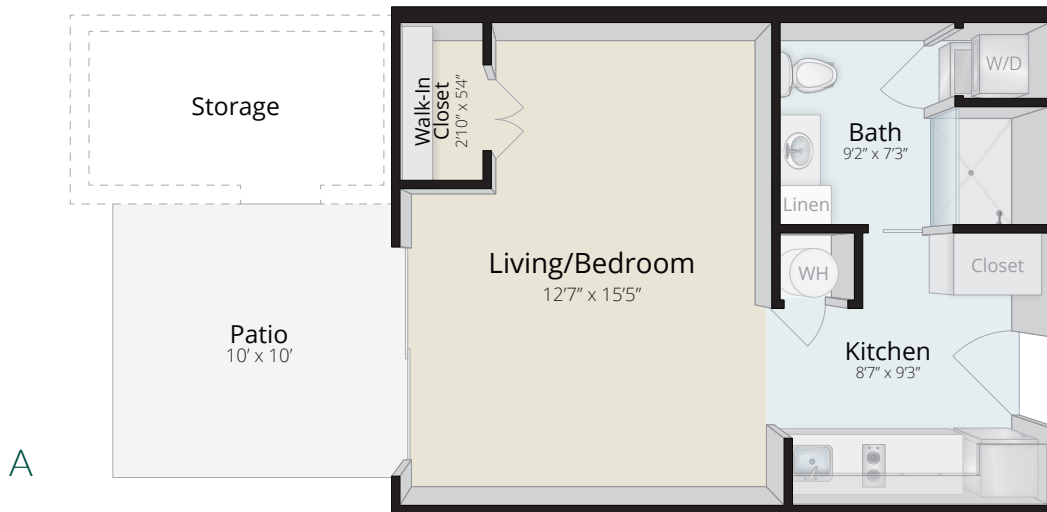 Storage
Walk-In
Closet
2’10” x 5’4”
W/D
Bath
9’2” x 7’3”
Linen
Living/Bedroom
12’7” x 15’5”
WH
Closet
Patio
10’ x 10’
Kitchen
8’7” x 9’3”
A